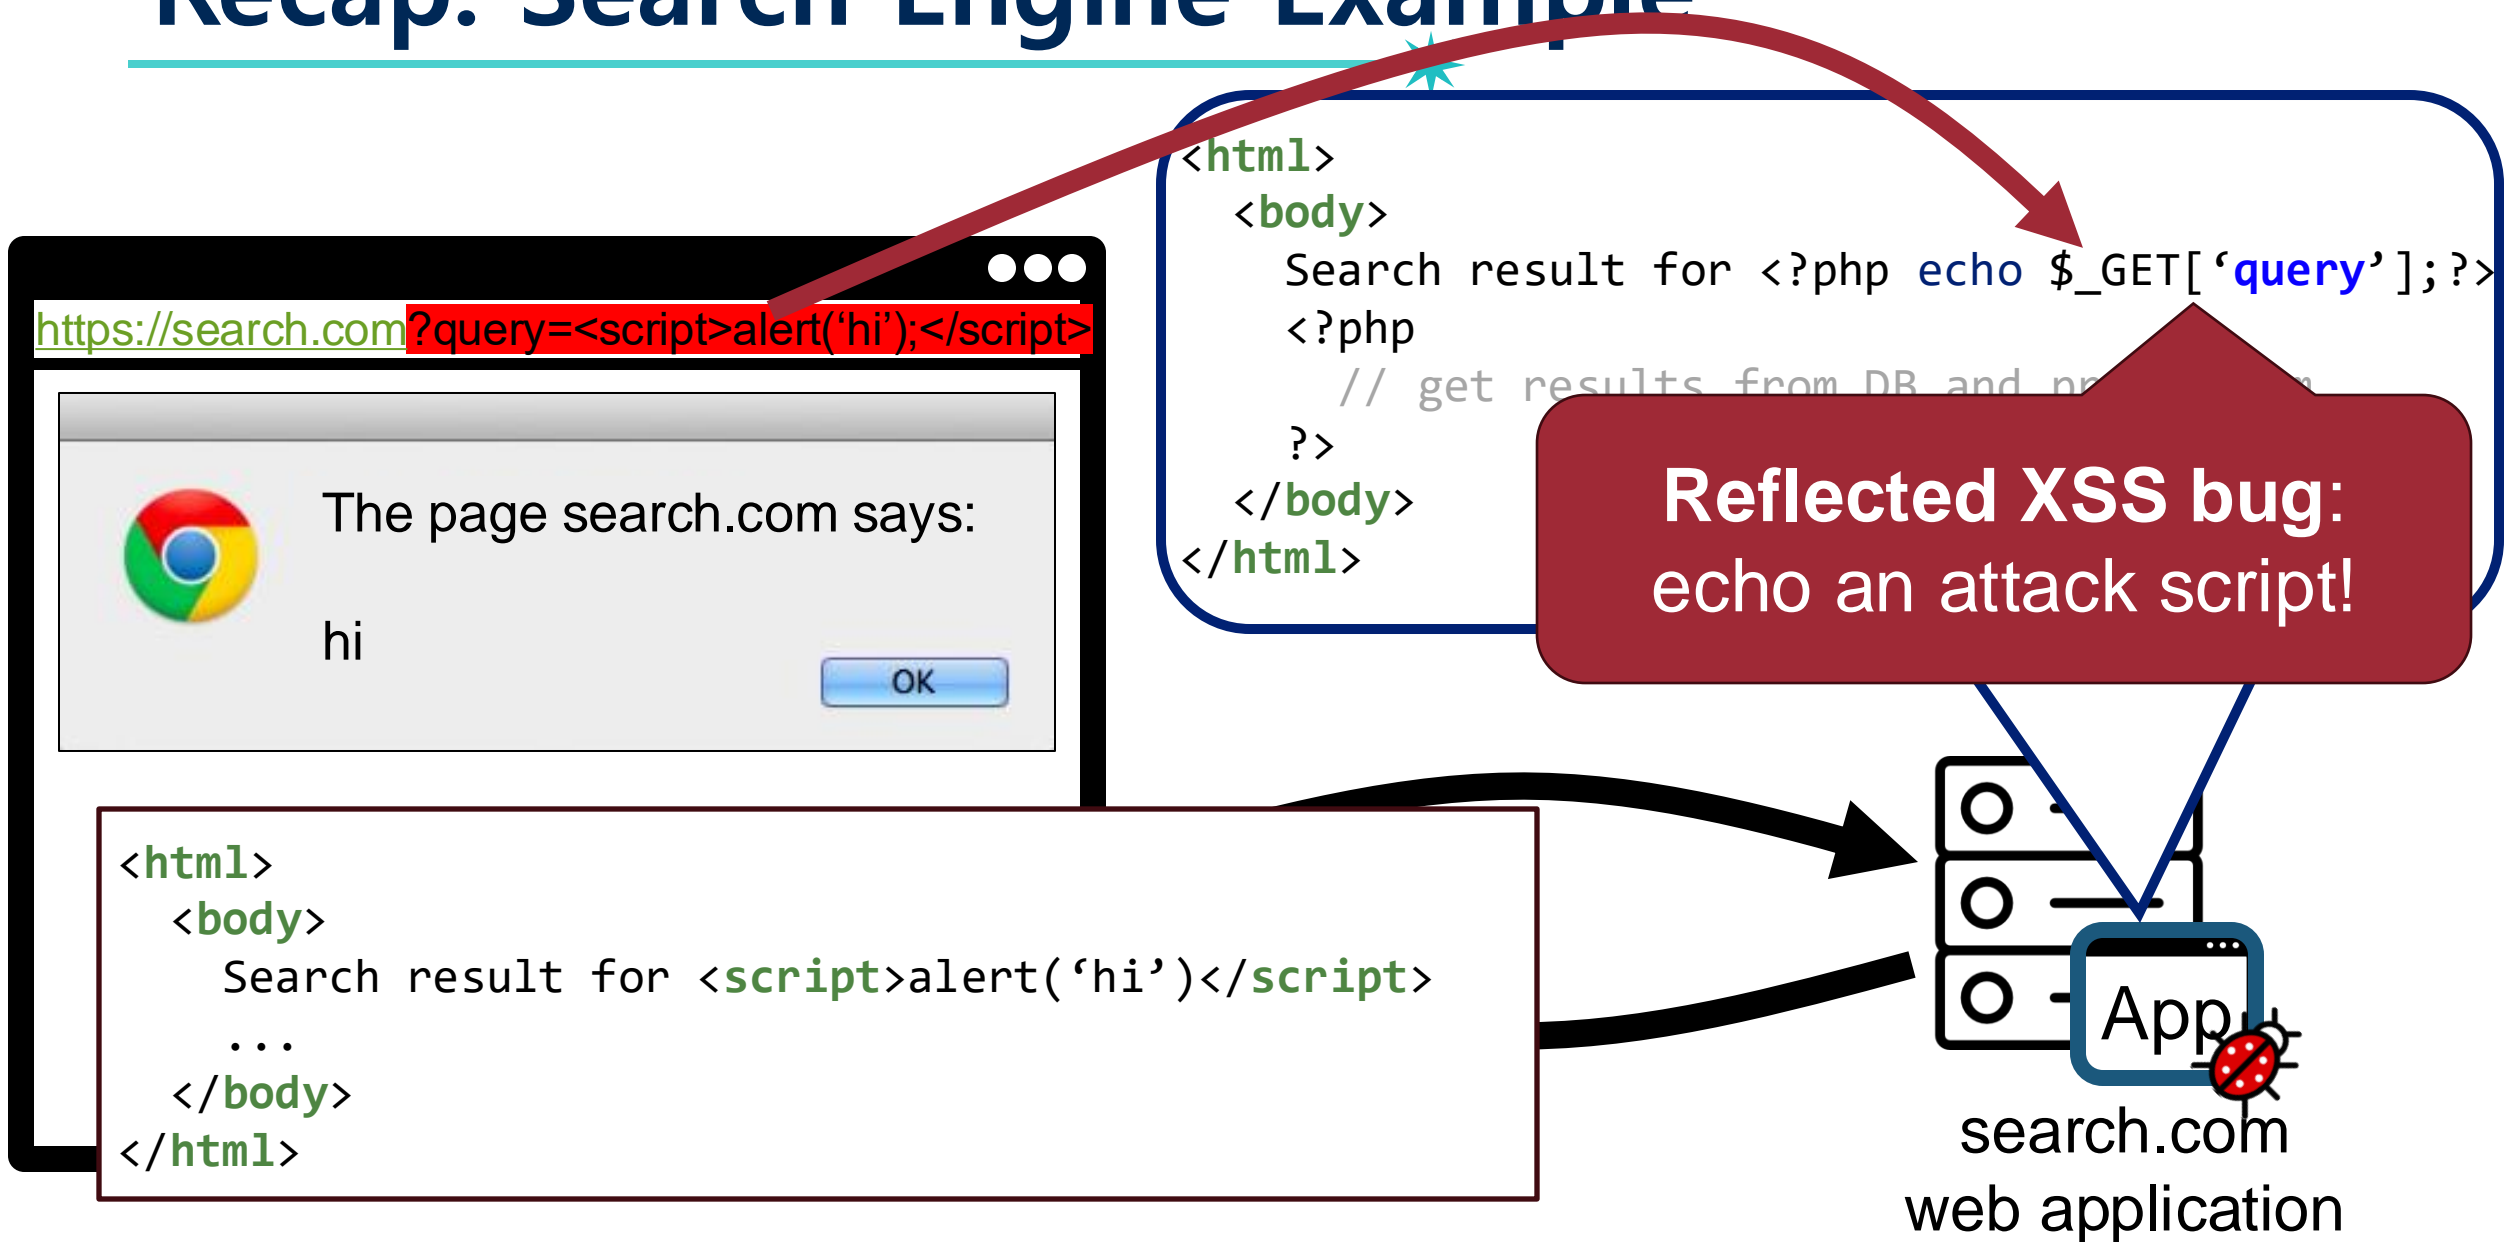 Recap: Search Engine Example
<html>
<body>
Search result for <?php echo $_GET[‘query’];?>
<?php
// get results from DB and
?>
</body>
</html>
Reflected XSS bug:
echo an attack script!
https://search.com?query=<script>alert(‘hi’);</script>
The page search.com says:
hi
OK
<html>
<body>
Search result for <script>alert(‘hi’)</script>
...
</body>
</html>
App
search.com
web application